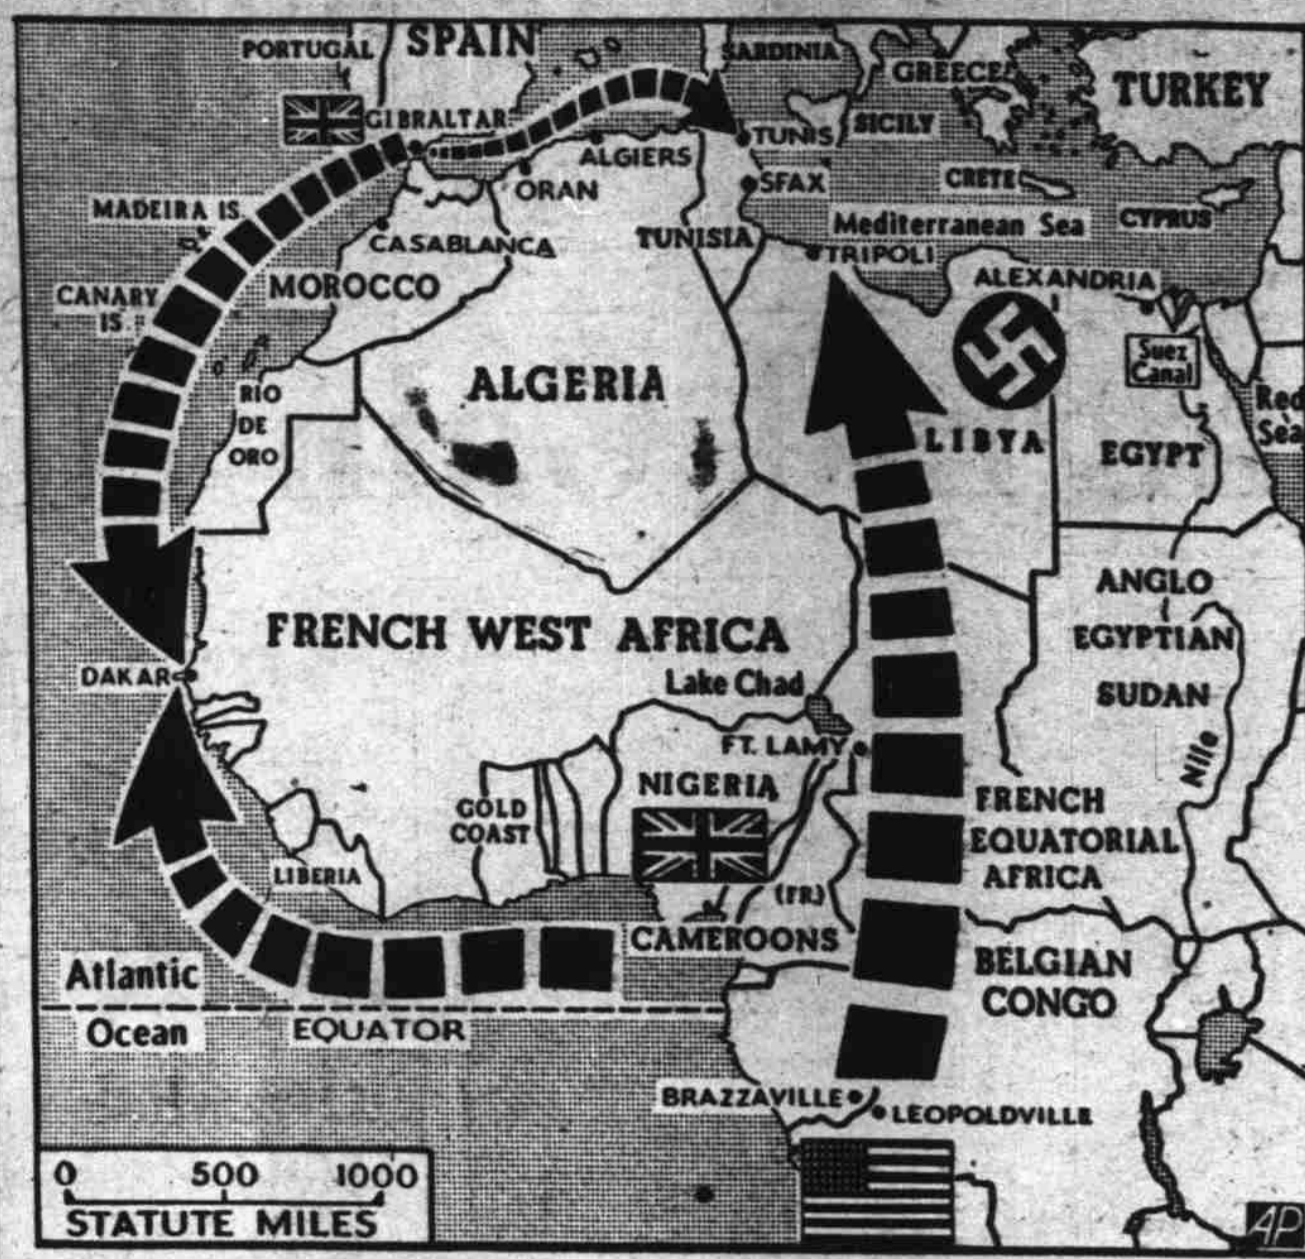 PORTUGAL
SPAIN
SARDINIA
GREECE
TURKEY
GIBRALTAR
TUNIS
SICILY
ALGIERS
ORAN
SFAX
CRETE
MADEIRA IS.
CYPRUS
Mediterranean Sea
CASABLANCA
TUNISIA
TRIPOLI
ALEXANDRIA
MOROCCO
CANARY
IS.
Suez
Canal
ALGERIA
RIO
DE
ORO
Red
Sea
LIBYA
EGYPT
ANGLO
EGYPTIAN
SUDAN
FRENCH WEST AFRICA
DAKAR
Lake Chad
FT. LAMY
Nile
NIGERIA
GOLD
COAST
FRENCH
EQUATORIAL
AFRICA
LIBERIA
(FR.)
CAMEROONS
BELGIAN
CONGO
Atlantic
Ocean
EQUATOR
BRAZZAVILLE
LEOPOLDVILLE
0 500 1000
STATUTE MILES
AP